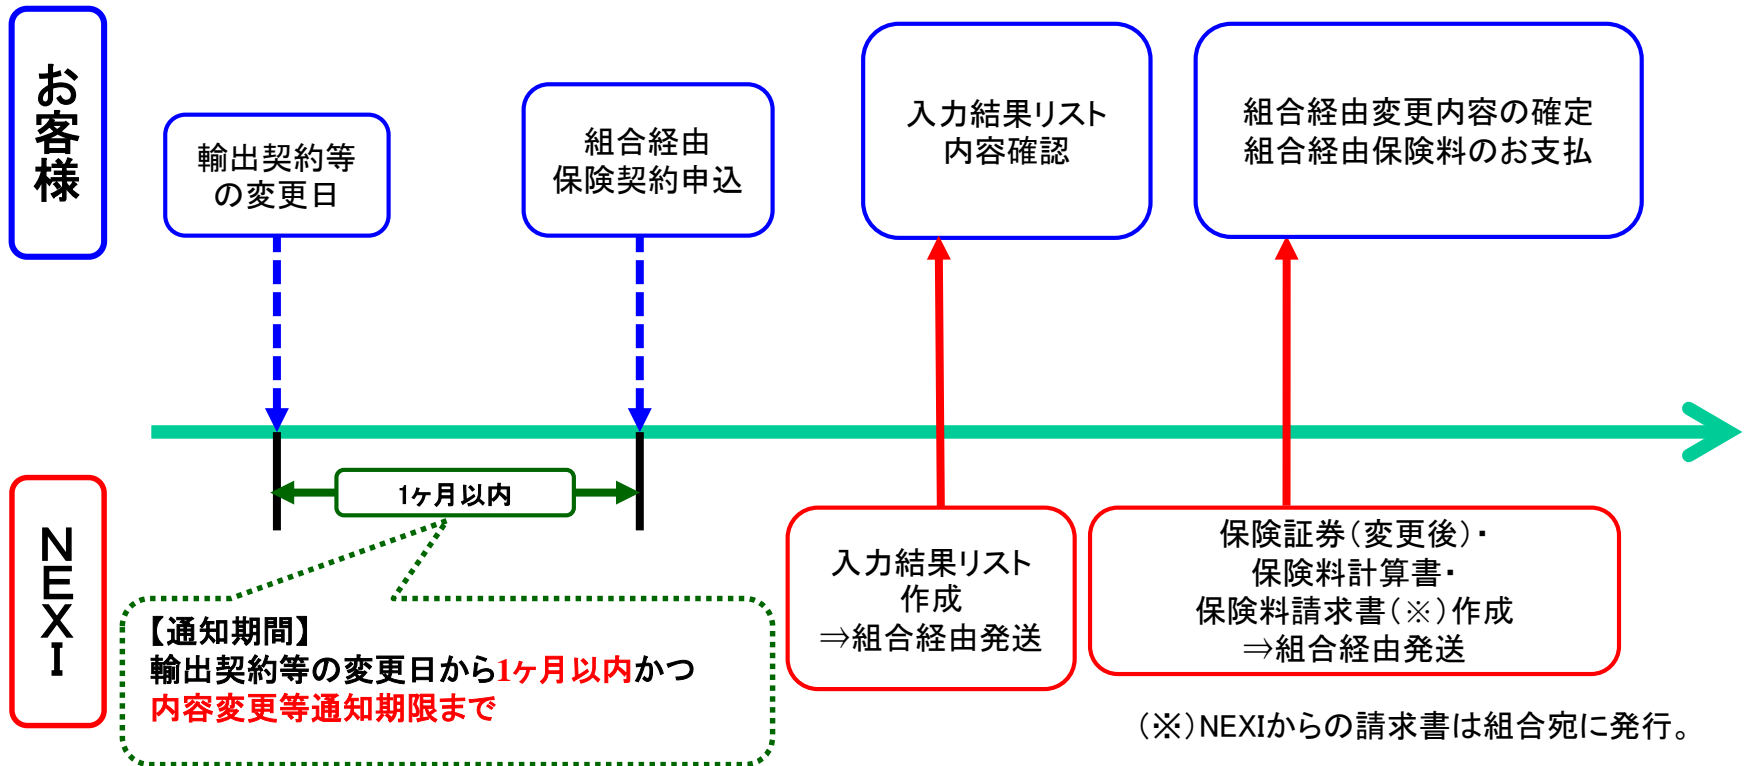 お客様
輸出契約等
の変更日
組合経由
保険契約申込
入力結果リスト
内容確認
組合経由変更内容の確定
組合経由保険料のお支払
1ヶ月以内
NEXI
【通知期間】
輸出契約等の変更日から1ヶ月以内かつ
内容変更等通知期限まで
入力結果リスト
作成
⇒組合経由発送
保険証券(変更後)・
保険料計算書・
保険料請求書(※)作成
⇒組合経由発送
(※)NEXIからの請求書は組合宛に発行。